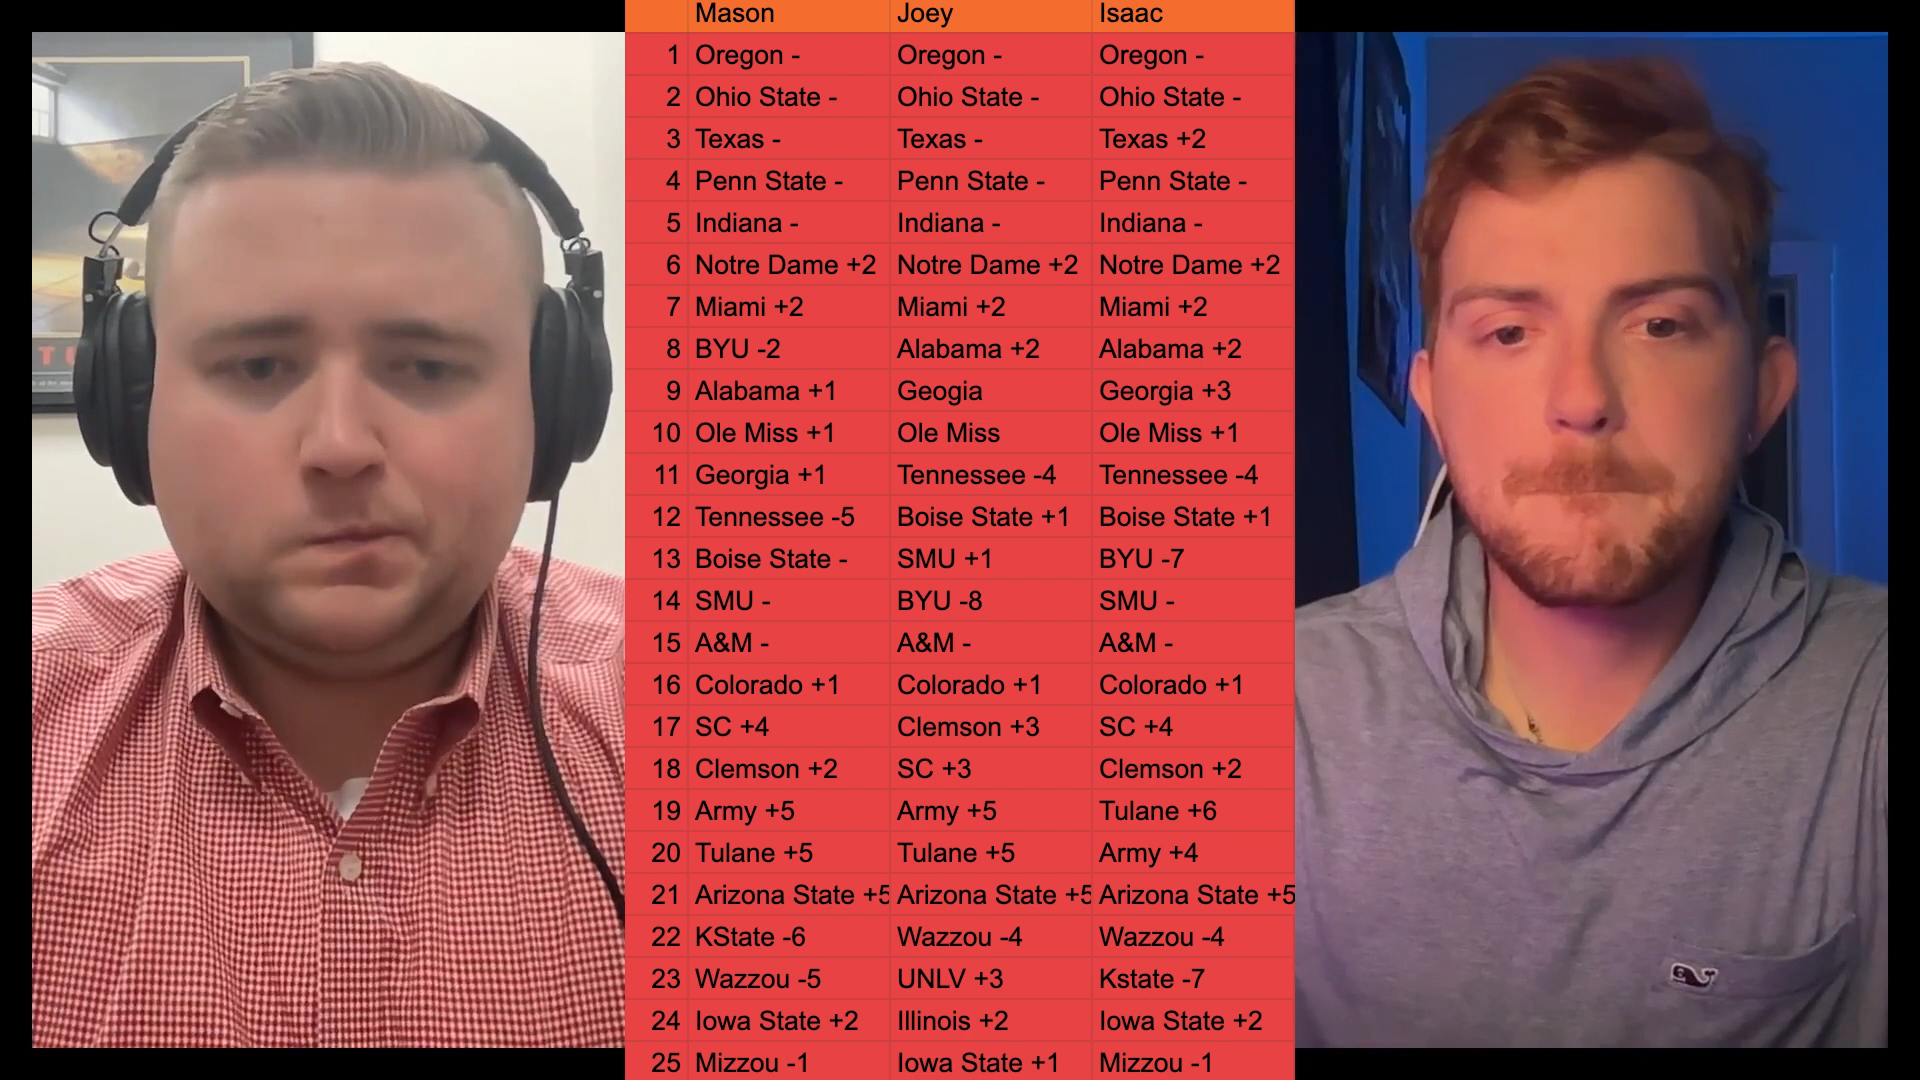 Mason Joey Isaac
1 Oregon - Oregon - Oregon -
2 Ohio State - Ohio State - Ohio State -
3 Texas - Texas - Texas +2
4 Penn State - Penn State - Penn State -
5 Indiana - Indiana - Indiana -
6 Notre Dame +2 Notre Dame +2 Notre Dame +2
7 Miami +2 Miami +2 Miami +2
8 BYU -2 Alabama +2 Alabama +2
9 Alabama +1 Geogia Georgia +3
10 Ole Miss +1 Ole Miss Ole Miss +1
11 Georgia +1 Tennessee -4 Tennessee -4
12 Tennessee -5 Boise State +1 Boise State +1
13 Boise State - SMU +1 BYU -7
14 SMU - BYU -8 SMU -
15 A&M - A&M - A&M -
16 Colorado +1 Colorado +1 Colorado +1
17 SC +4 Clemson +3 SC +4
18 Clemson +2 SC +3 Clemson +2
19 Army +5 Army +5 Tulane +6
20 Tulane +5 Tulane +5 Army +4
21 Arizona State +5 Arizona State +5 Arizona State +5
22 KState -6 Wazzou -4 Wazzou -4
23 Wazzou -5 UNLV +3 Kstate -7
24 Iowa State +2 Illinois +2 Iowa State +2
25 Mizzou -1 Iowa State +1 Mizzou -1